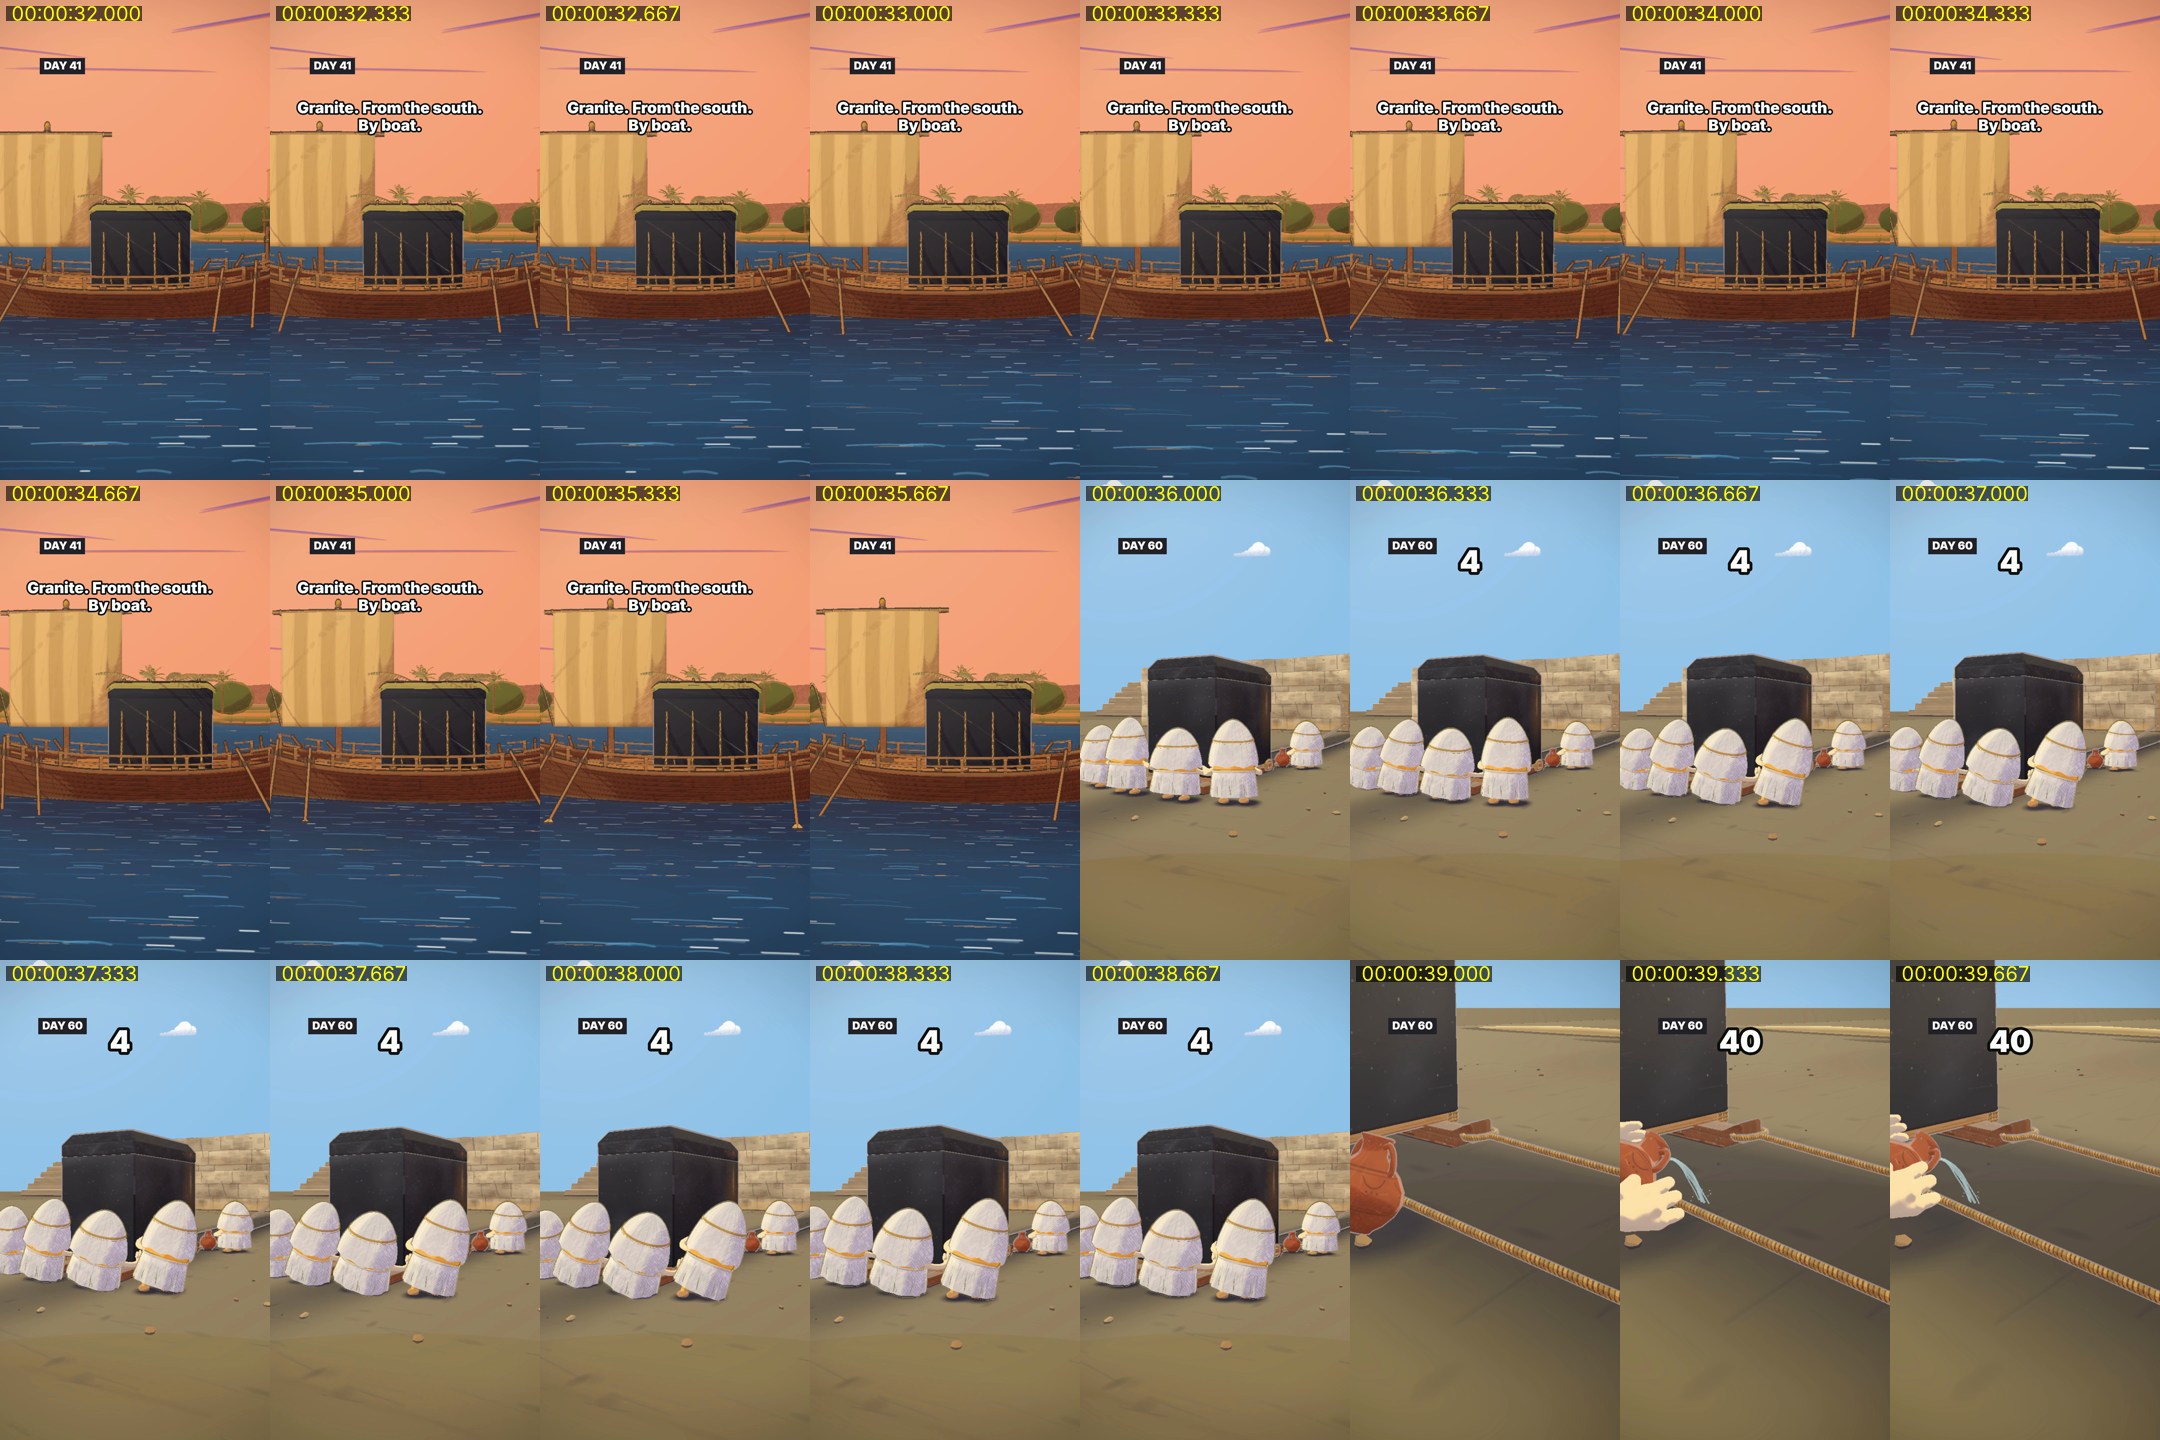 00:00:32.000
DAY 41
00:00:32.333
DAY 41
Granite. From the south.
By boat.
00:00:32.667
DAY 41
Granite. From the south.
By boat.
00:00:33.000
DAY 41
Granite. From the south.
By boat.
00:00:33.333
DAY 41
Granite. From the south.
By boat.
00:00:33.667
DAY 41
Granite. From the south.
By boat.
00:00:34.000
DAY 41
Granite. From the south.
By boat.
00:00:34.333
DAY 41
Granite. From the south.
By boat.
00:00:34.667
DAY 41
Granite. From the south.
By boat.
00:00:35.000
DAY 41
Granite. From the south.
By boat.
00:00:35.333
DAY 41
Granite. From the south.
By boat.
00:00:35.667
DAY 41
00:00:36.000
DAY 60
00:00:36.333
DAY 60
4
00:00:36.667
DAY 60
4
00:00:37.000
DAY 60
4
00:00:37.333
DAY 60
4
00:00:37.667
DAY 60
4
00:00:38.000
DAY 60
4
00:00:38.333
DAY 60
4
00:00:38.667
DAY 60
4
00:00:39.000
DAY 60
00:00:39.333
DAY 60
40
00:00:39.667
DAY 60
40